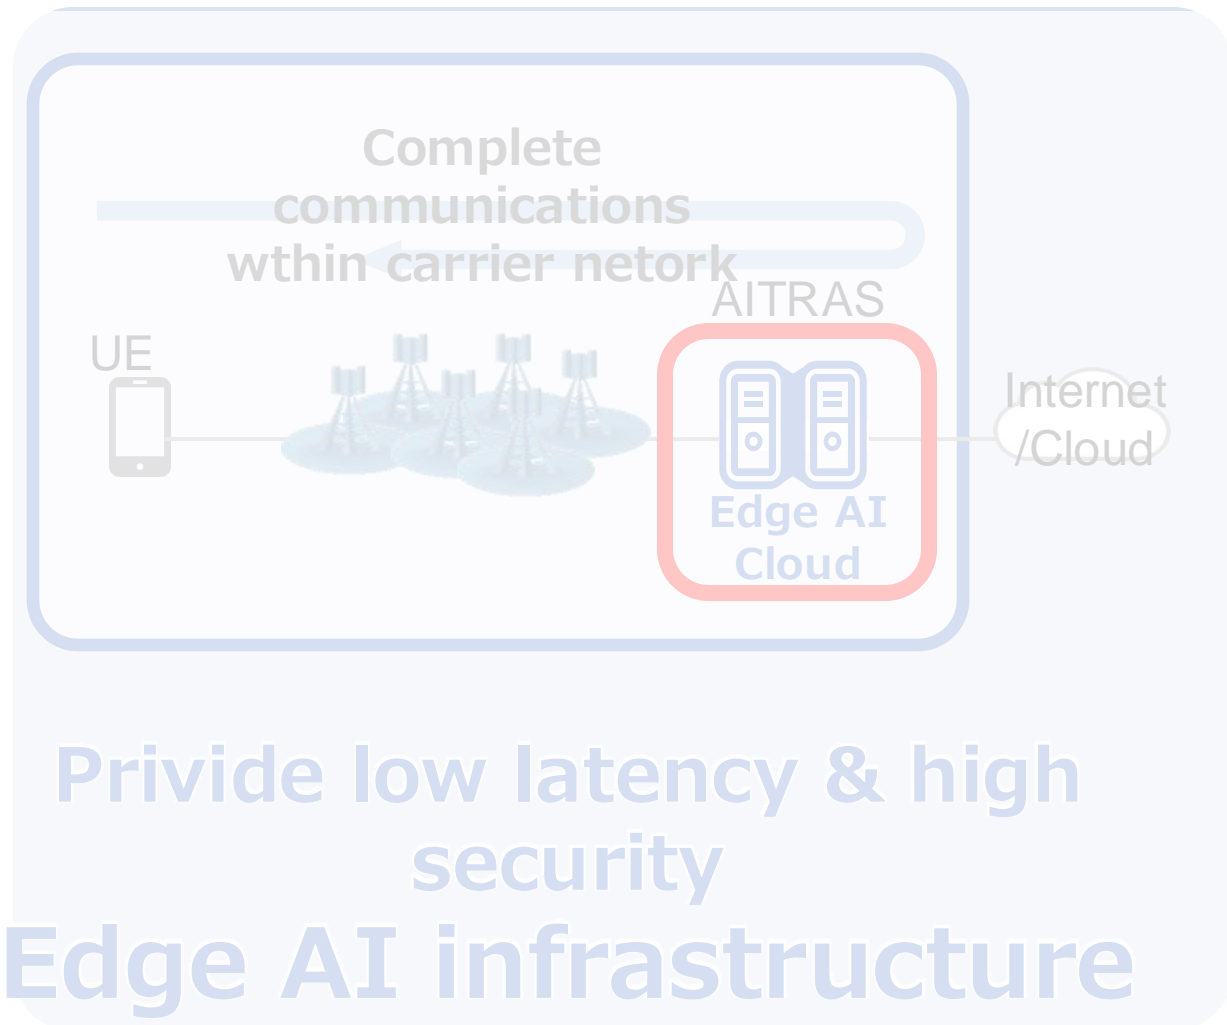 Complete
communications
wthin carrier netork
AITRAS
UE
Internet
/Cloud
Edge AI
Cloud
Privide low latency & high
security
Edge AI infrastructure